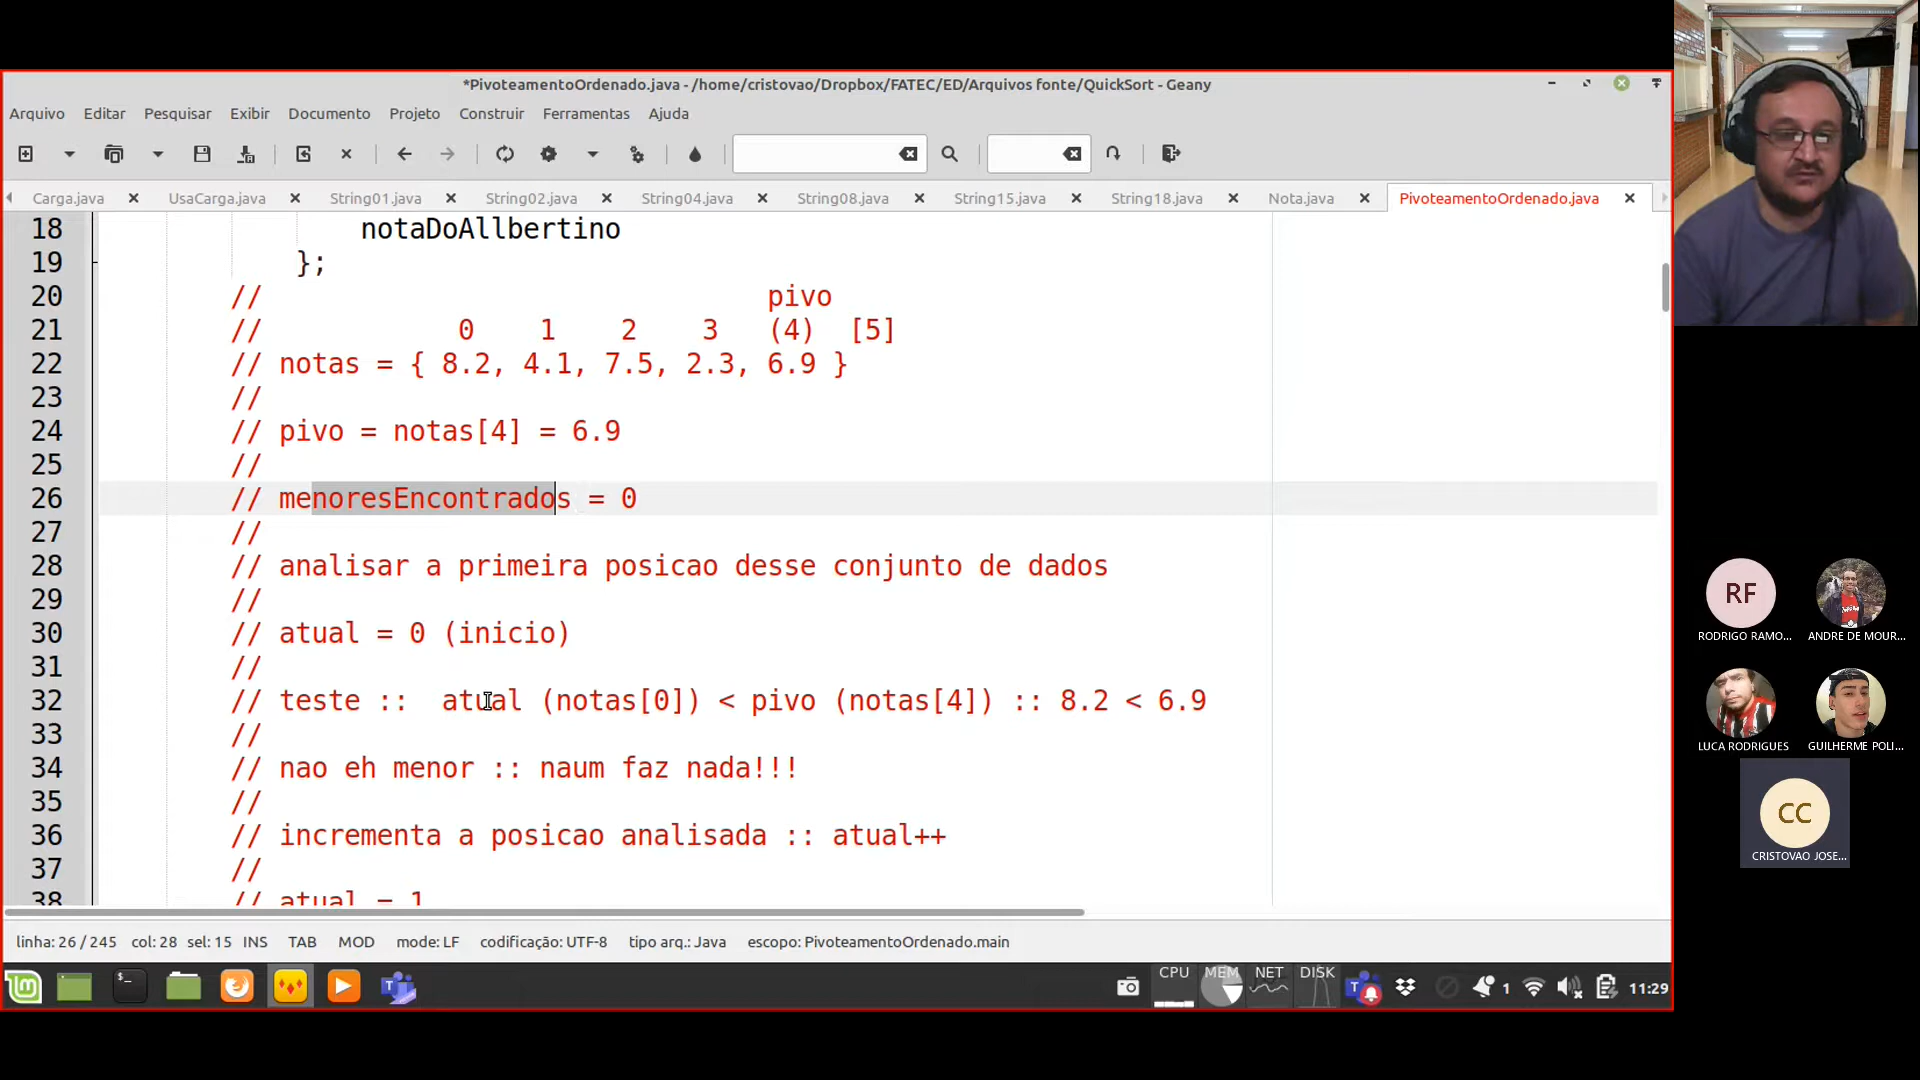 *PivoteamentoOrdenado.java - /home/cristovao/Dropbox/FATEC/ED/Arquivos fonte/QuickSort - Geany
Arquivo Editar Pesquisar Exibir Documento Projeto Construir Ferramentas Ajuda
Carga.java UsaCarga.java String01.java String02.java String04.java String08.java String15.java String18.java Nota.java PivoteamentoOrdenado.java
18 notaDoAllbertino
19 };
20 // pivo
21 // 0 1 2 3 (4) [5]
22 // notas = { 8.2, 4.1, 7.5, 2.3, 6.9 }
23 //
24 // pivo = notas[4] = 6.9
25 //
26 // menoresEncontrados = 0
27 //
28 // analisar a primeira posicao desse conjunto de dados
29 //
30 // atual = 0 (inicio)
31 //
32 // teste :: atual (notas[0]) < pivo (notas[4]) :: 8.2 < 6.9
33 //
34 // nao eh menor :: naum faz nada!!!
35 //
36 // incrementa a posicao analisada :: atual++
37 //
38 // atual = 1
linha: 26 / 245 col: 28 sel: 15 INS TAB MOD mode: LF codificação: UTF-8 tipo arq.: Java escopo: PivoteamentoOrdenado.main
CPU MEM NET DISK 1 11:29
RF
RODRIGO RAMO... ANDRE DE MOUR...
LUCA RODRIGUES GUILHERME POLI...
CC
CRISTOVAO JOSE...